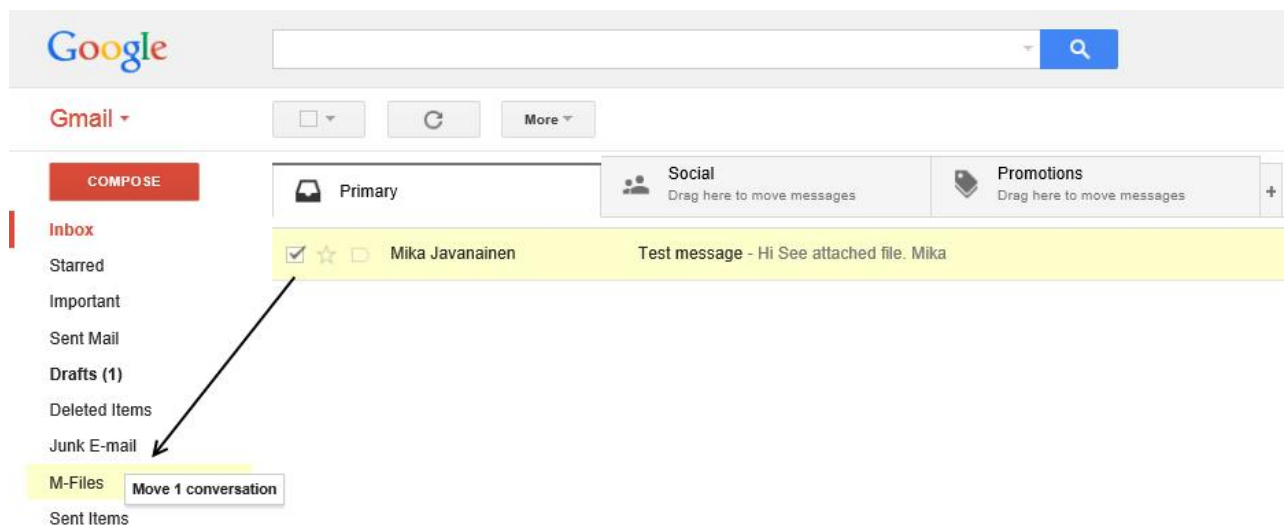 Google
Gmail
More
COMPOSE
Primary
Social
Drag here to move messages
Promotions
Drag here to move messages
+
Inbox
Starred
Important
Sent Mail
Drafts (1)
Deleted Items
Junk E-mail
M-Files
Sent Items
Mika Javanainen Test message - Hi See attached file. Mika
Move 1 conversation